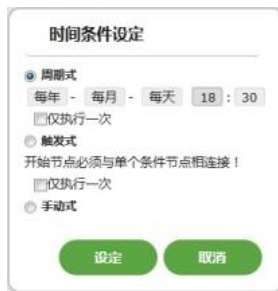 时间条件设定
周期式
每年 - 每月 - 每天 18 : 30
仅执行一次
触发式
开始节点必须与单个条件节点相连接！
仅执行一次
手动式
设定 取消